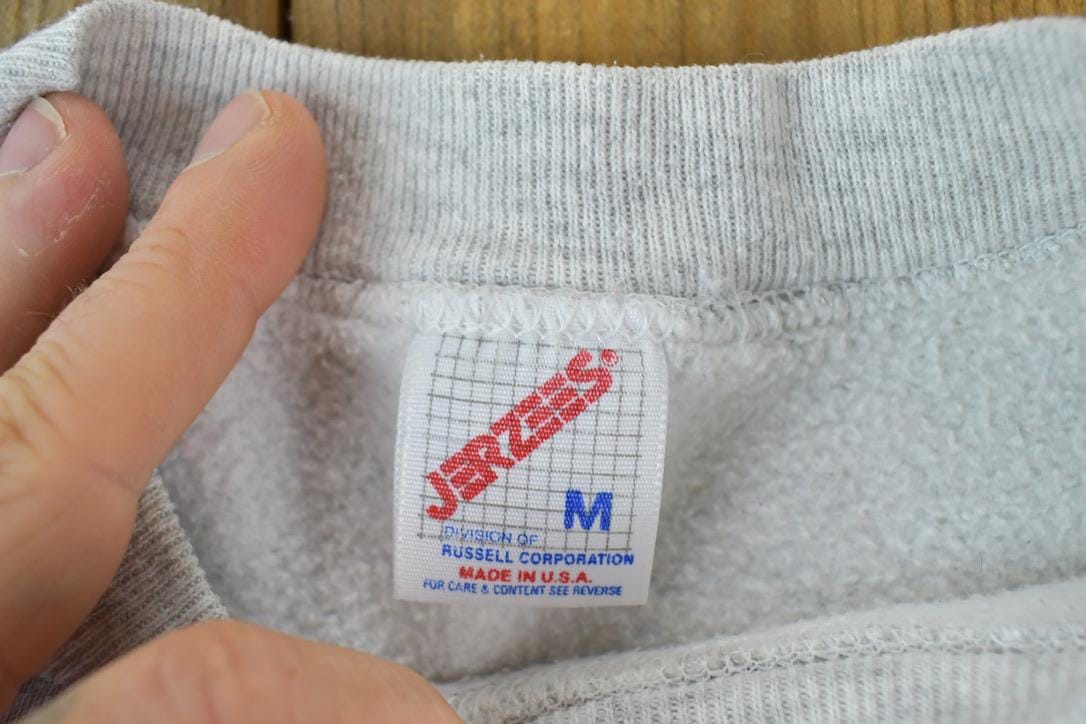 JERZEES®
M
DIVISION OF
RUSSELL CORPORATION
MADE IN U.S.A.
FOR CARE & CONTENT SEE REVERSE